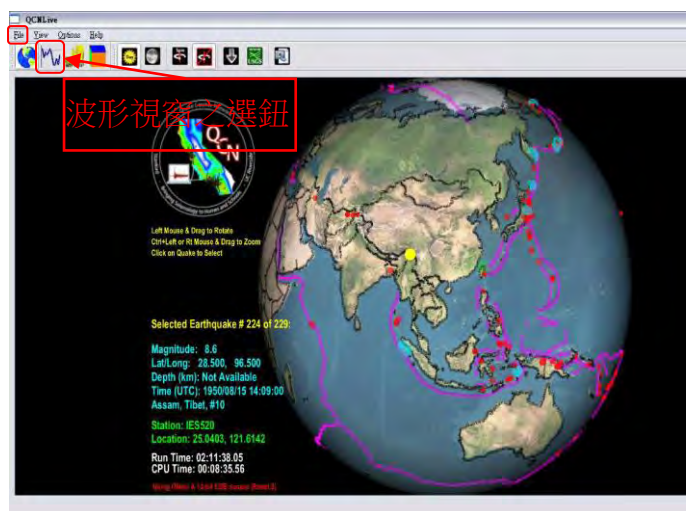 QCNLive
File View Options Help
波形視窗之選鈕
QCN
Left Mouse & Drag to Rotate
Ctrl+Left or Rt Mouse & Drag to Zoom
Click on Quake to Select
Selected Earthquake # 224 of 229:
Magnitude: 8.6
Lat/Long: 28.500, 96.500
Depth (km): Not Available
Time (UTC): 1950/08/15 14:09:00
Assam, Tibet, #10
Station: IES520
Location: 25.0403, 121.6142
Run Time: 02:11:38.05
CPU Time: 00:08:35.56